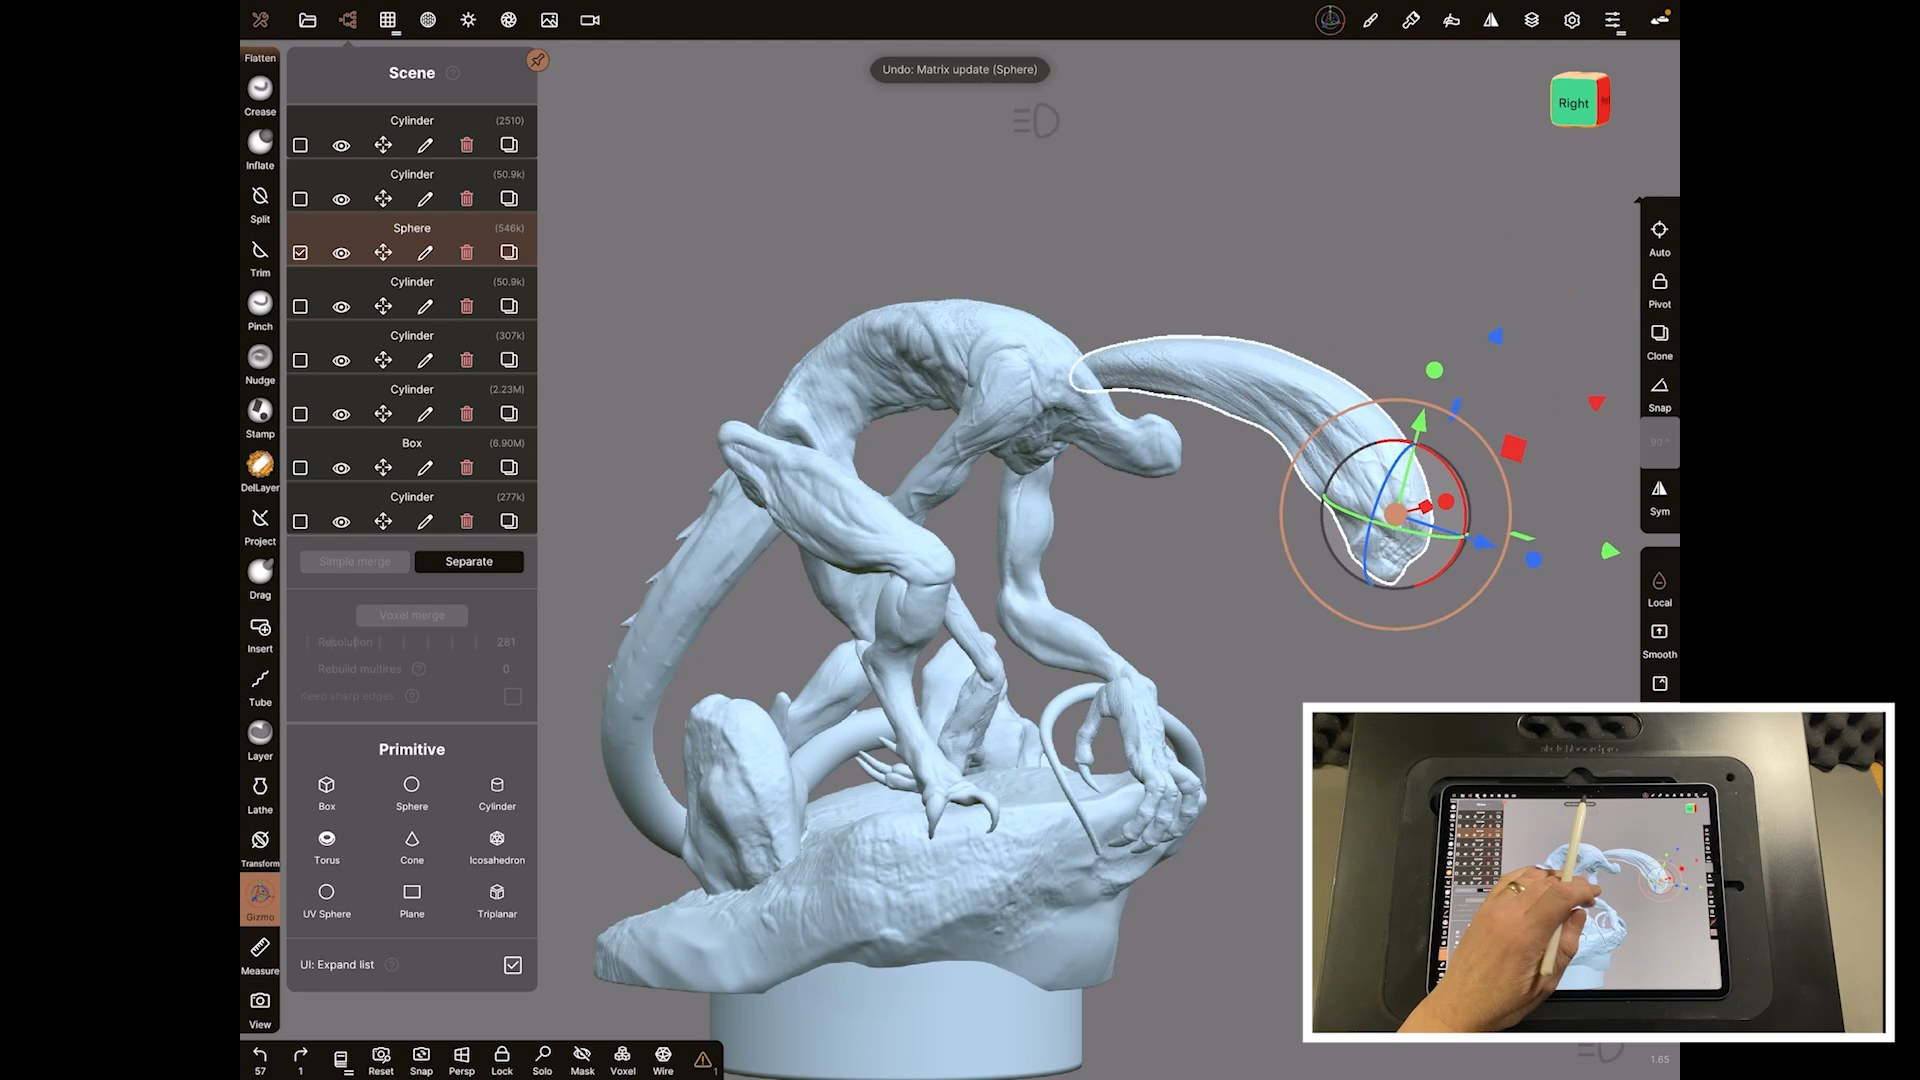 Flatten
Crease
Inflate
Split
Trim
Pinch
Nudge
Stamp
DelLayer
Project
Drag
Insert
Tube
Layer
Lathe
Transform
Gizmo
Measure
View
Scene ?
Cylinder (2510)
Cylinder (50.9k)
Sphere (546k)
Cylinder (50.9k)
Cylinder (307k)
Cylinder (2.23M)
Box (6.90M)
Cylinder (277k)
Simple merge Separate
Voxel merge
Resolution 281
Rebuild multires ? 0
Keep sharp edges ?
Primitive
Box Sphere Cylinder
Torus Cone Icosahedron
UV Sphere Plane Triplanar
UI: Expand list ?
Undo: Matrix update (Sphere)
Right
Auto
Pivot
Clone
Snap
90 °
Sym
Local
Smooth
sketchboard pro
1.65
57 1 Reset Snap Persp Lock Solo Mask Voxel Wire 1